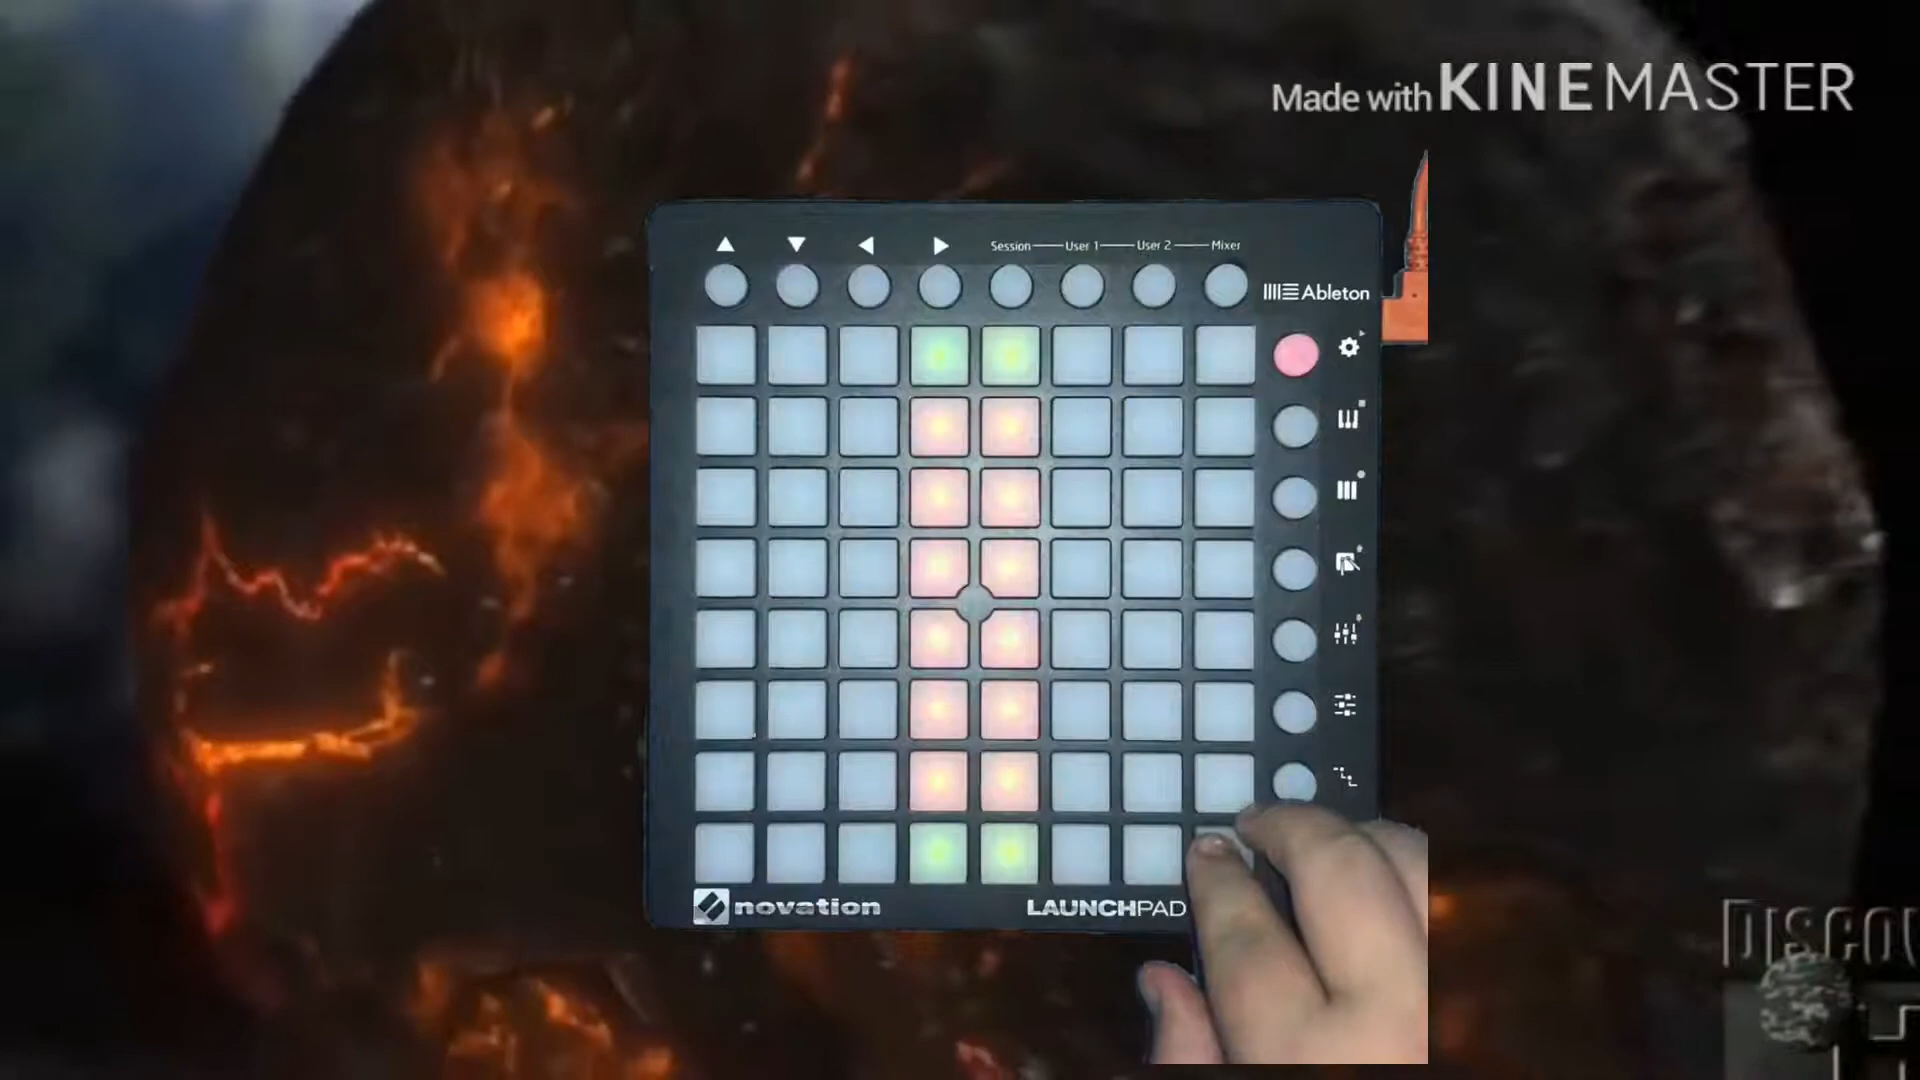 Made with KINEMASTER
Session User 1 User 2 Mixer
Ableton
novation
LAUNCHPAD